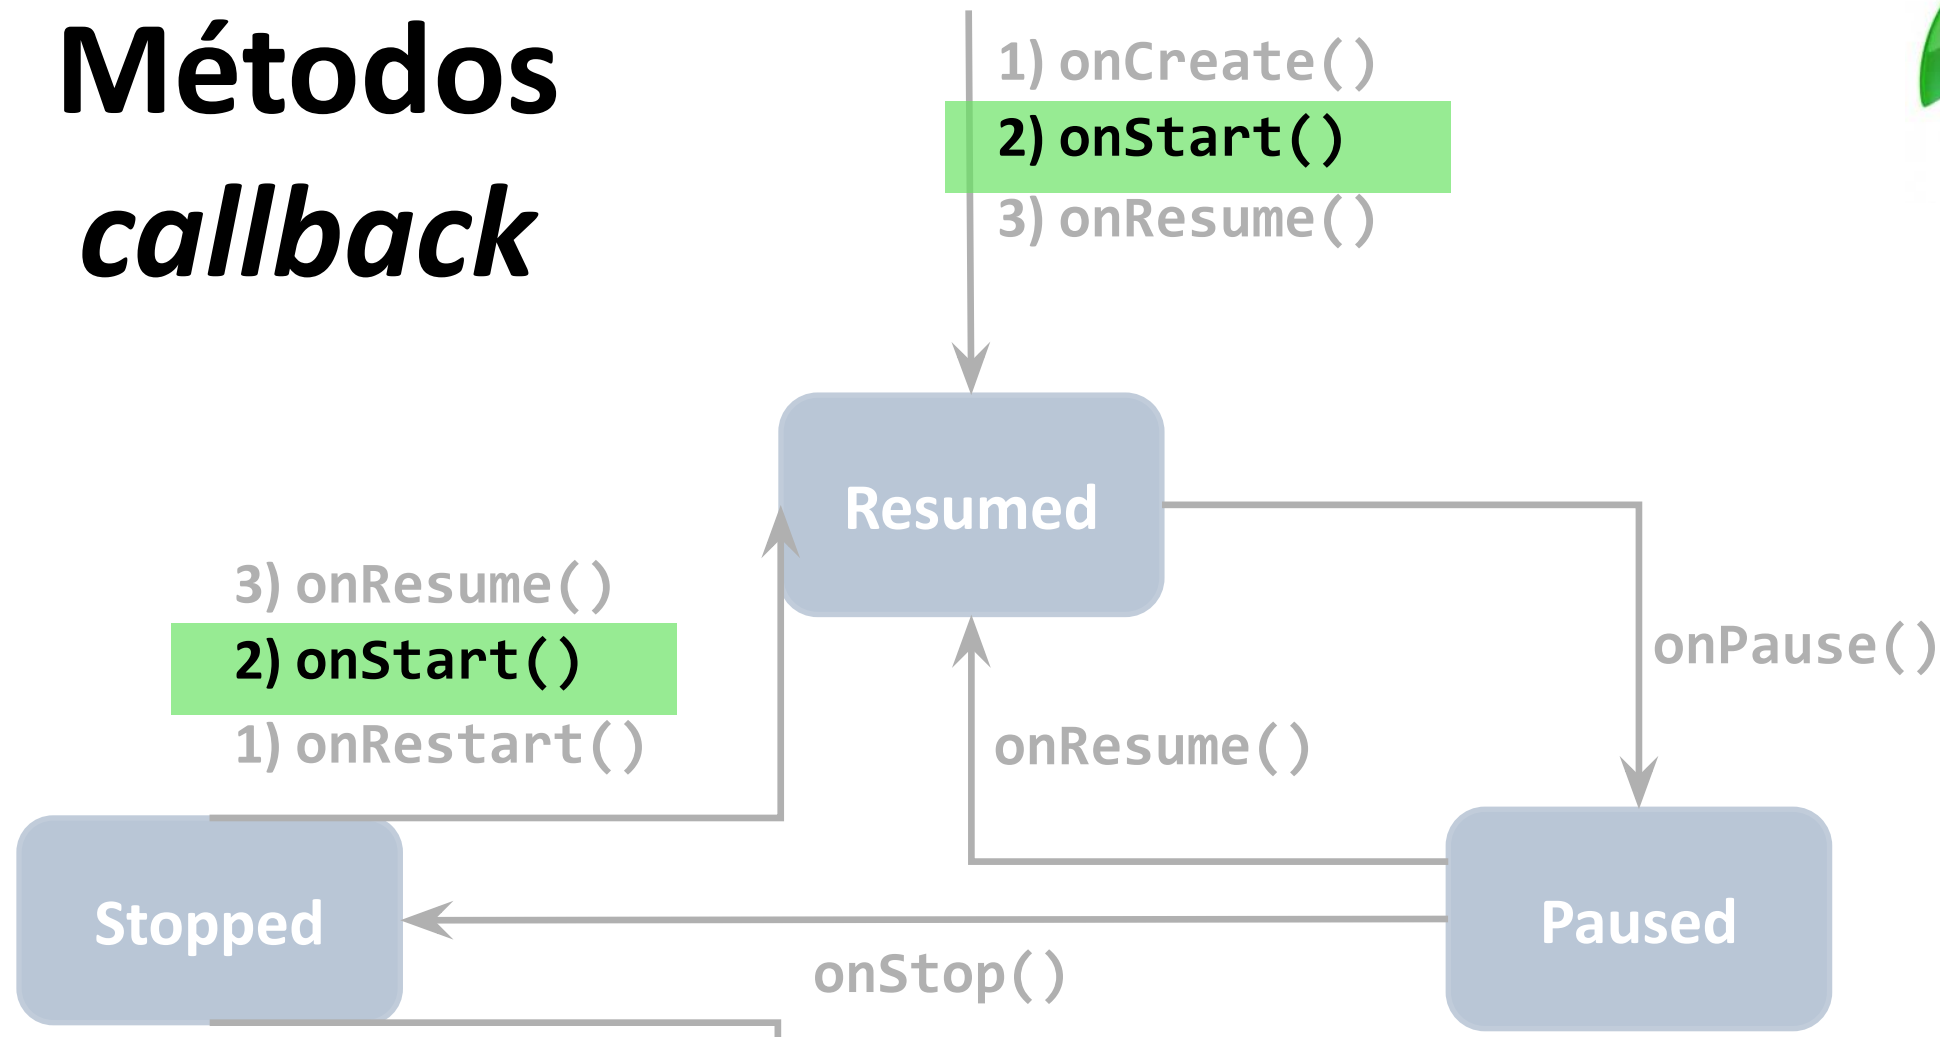 Métodos
callback
1) onCreate()
2) onStart()
3) onResume()
Resumed
3) onResume()
2) onStart()
1) onRestart()
onPause()
onResume()
Stopped
Paused
onStop()